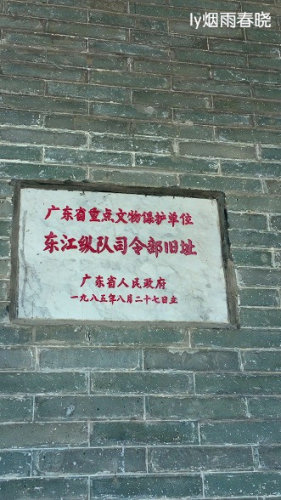 ly烟雨春晓
广东省重点文物保护单位
东江纵队司令部旧址
广东省人民政府
一九八五年八月二十七日立